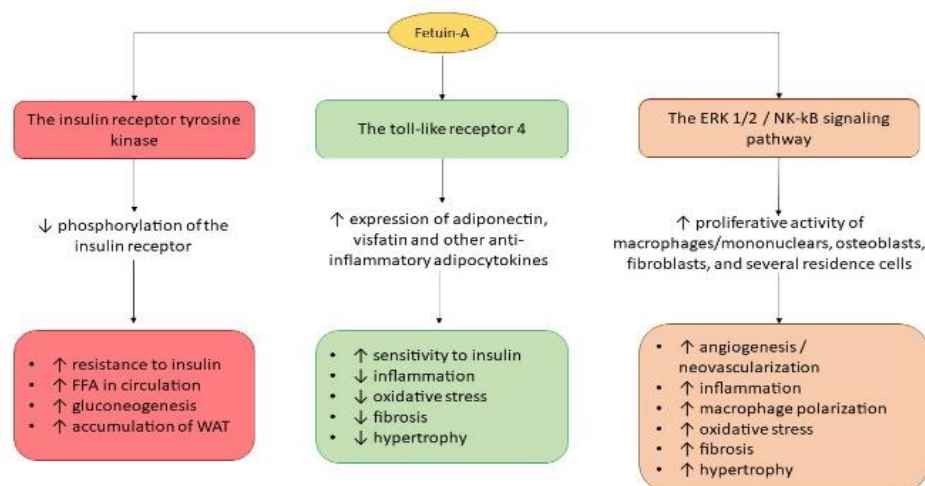 Fetuin-A
The insulin receptor tyrosine
kinase
↓ phosphorylation of the
insulin receptor
• ↑ resistance to insulin
• ↑ FFA in circulation
• ↑ gluconeogenesis
• ↑ accumulation of WAT
The toll-like receptor 4
↑ expression of adiponectin,
visfatin and other anti-
inflammatory adipocytokines
• ↑ sensitivity to insulin
• ↓ inflammation
• ↓ oxidative stress
• ↓ fibrosis
• ↓ hypertrophy
The ERK 1/2 / NK-kB signaling
pathway
↑ proliferative activity of
macrophages/mononuclears, osteoblasts,
fibroblasts, and several residence cells
• ↑ angiogenesis /
neovascularization
• ↑ inflammation
• ↑ macrophage polarization
• ↑ oxidative stress
• ↑ fibrosis
• ↑ hypertrophy